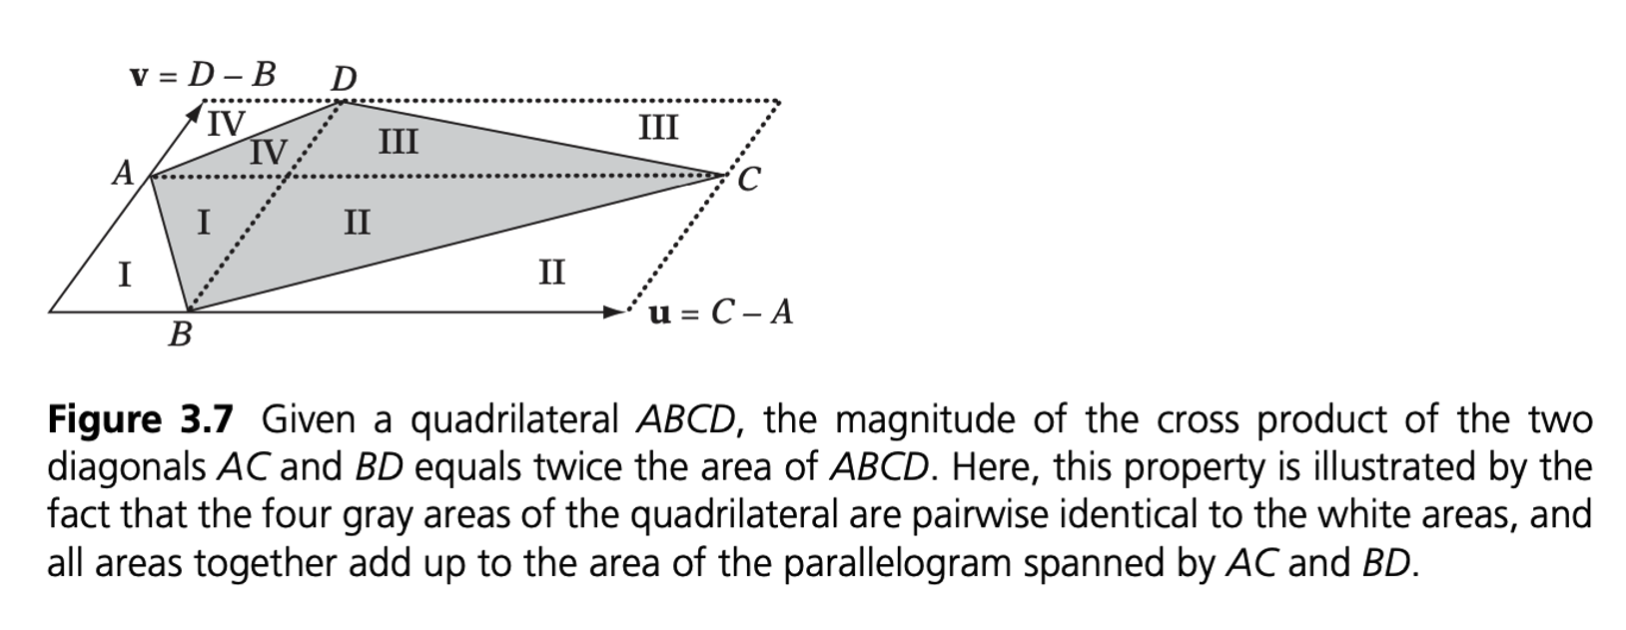 v = D – B D
IV
III
III
IV
A
C
I
II
I
II
u = C – A
B
Figure 3.7 Given a quadrilateral ABCD, the magnitude of the cross product of the two
diagonals AC and BD equals twice the area of ABCD. Here, this property is illustrated by the
fact that the four gray areas of the quadrilateral are pairwise identical to the white areas, and
all areas together add up to the area of the parallelogram spanned by AC and BD.